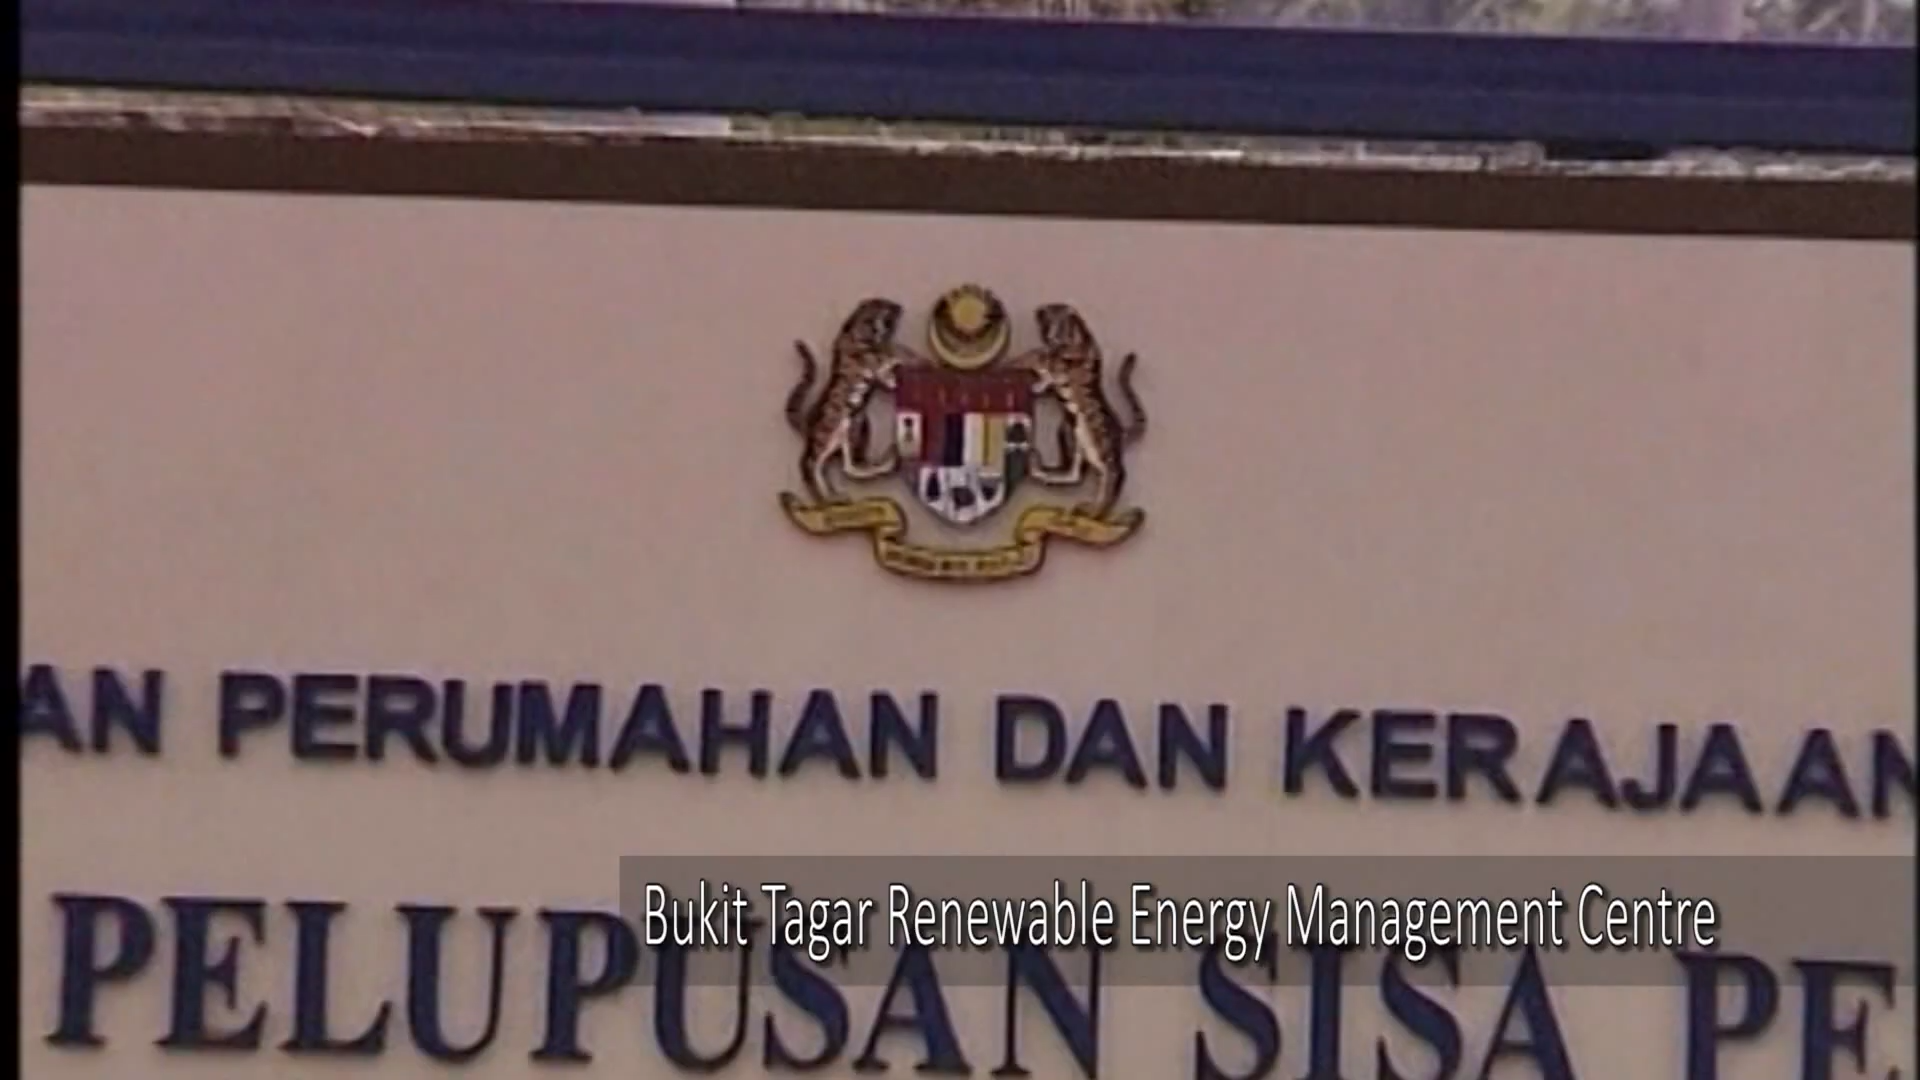 AN PERUMAHAN DAN KERAJAAN
Bukit Tagar Renewable Energy Management Centre
PELUPUSAN SISA PE